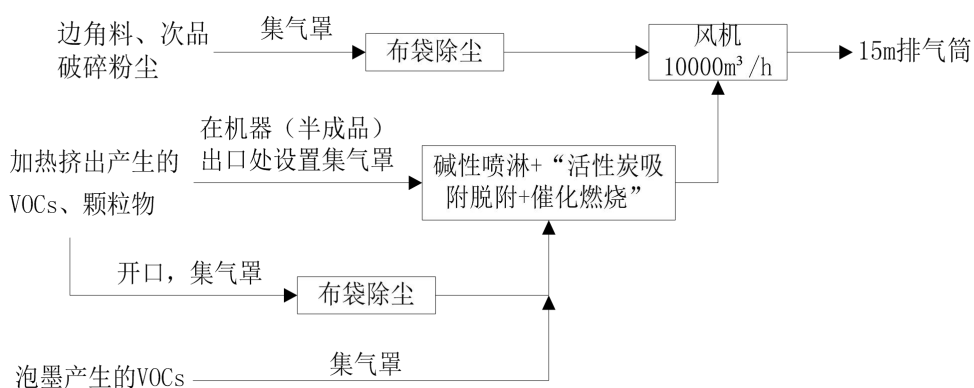 边角料、次品
破碎粉尘
集气罩
布袋除尘
风机
10000m³/h
15m排气筒
加热挤出产生的
VOCs、颗粒物
在机器（半成品）
出口处设置集气罩
碱性喷淋+“活性炭吸
附脱附+催化燃烧”
开口，集气罩
布袋除尘
泡墨产生的VOCs
集气罩